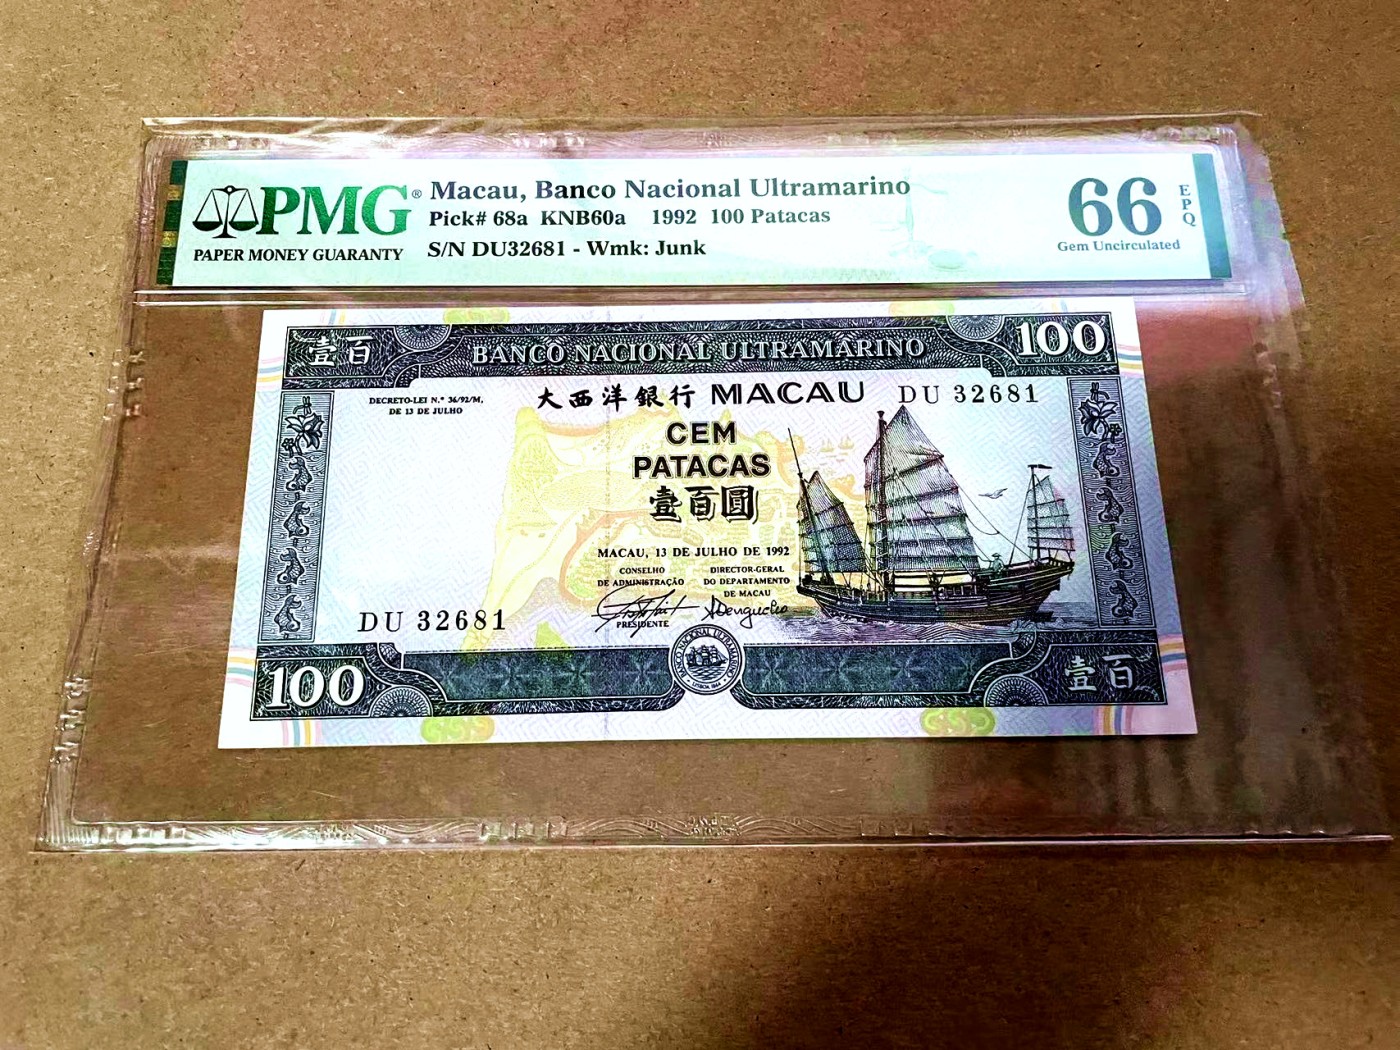 PMG®
PAPER MONEY GUARANTY
Macau, Banco Nacional Ultramarino
Pick# 68a KNB60a 1992 100 Patacas
S/N DU32681 - Wmk: Junk
66
EPQ
Gem Uncirculated
壹百
BANCO NACIONAL ULTRAMARINO
100
DECRETO-LEI N.º 36/92/M,
DE 13 DE JULHO
大西洋銀行 MACAU
DU 32681
CEM
PATACAS
壹百圓
MACAU, 13 DE JULHO DE 1992
CONSELHO
DE ADMINISTRAÇÃO
PRESIDENTE
DIRECTOR-GERAL
DO DEPARTAMENTO
DE MACAU
DU 32681
100
BANCO NACIONAL ULTRAMARINO
壹百